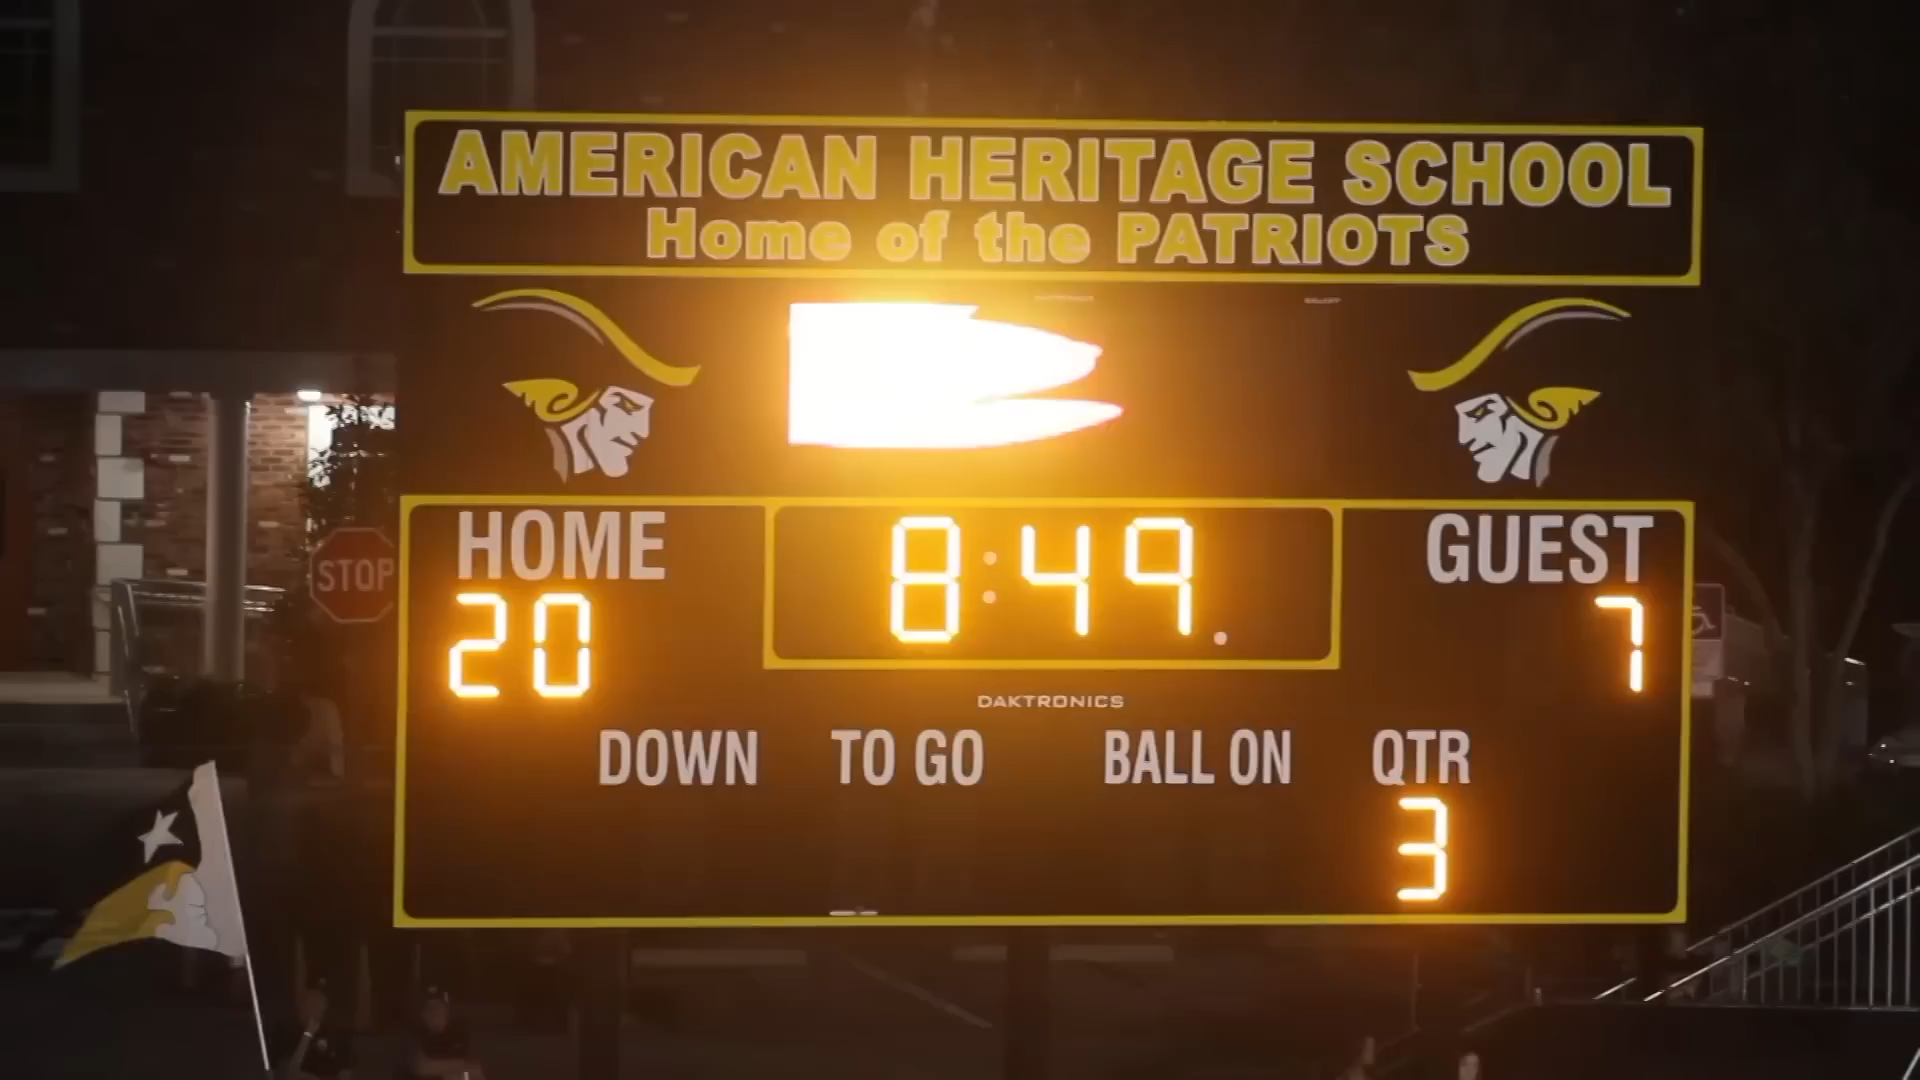 AMERICAN HERITAGE SCHOOL
Home of the PATRIOTS
HOME
8:49
GUEST
STOP
20
7
DAKTRONICS
DOWN TO GO BALL ON QTR
3